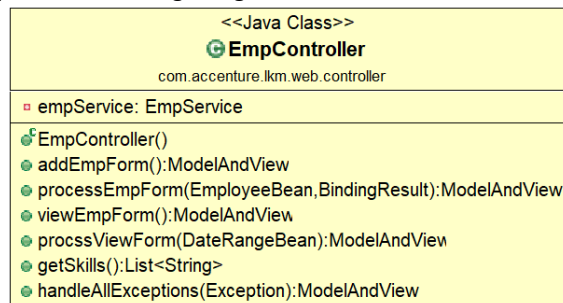 <<Java Class>>
EmpController
com.accenture.lkm.web.controller
empService: EmpService
EmpController()
addEmpForm():ModelAndView
processEmpForm(EmployeeBean,BindingResult):ModelAndView
viewEmpForm():ModelAndView
procssViewForm(DateRangeBean):ModelAndView
getSkills():List<String>
handleAllExceptions(Exception):ModelAndView